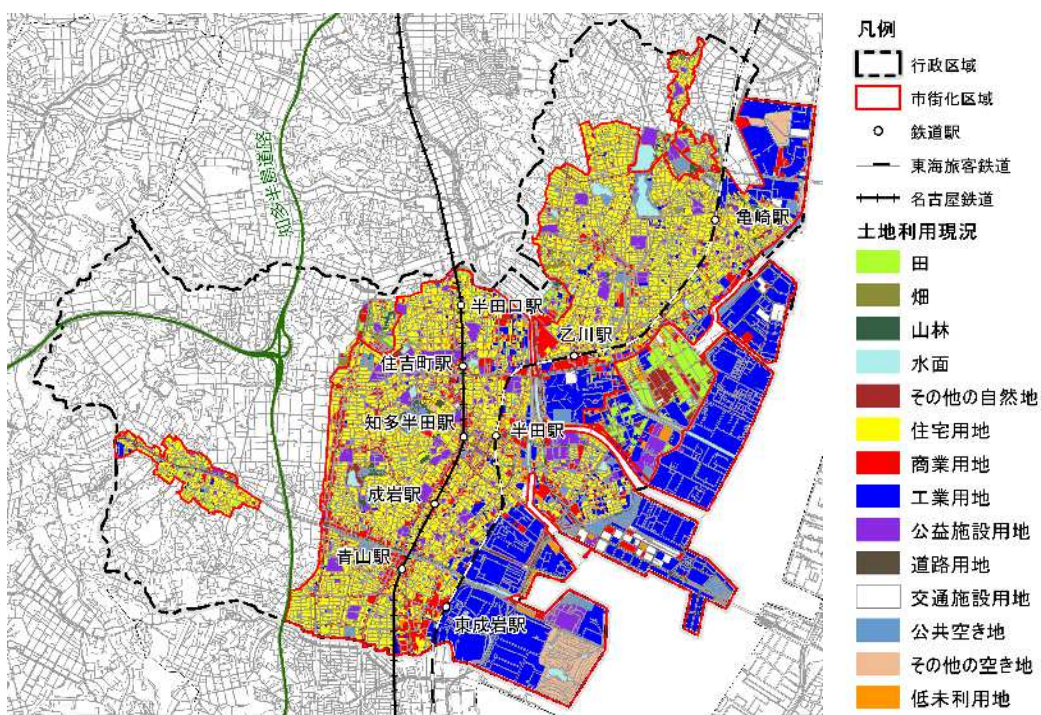 知多半島道路
亀崎駅
半田口駅
乙川駅
住吉町駅
知多半田駅
半田駅
成岩駅
青山駅
東成岩駅
凡例
行政区域
市街化区域
鉄道駅
東海旅客鉄道
名古屋鉄道
土地利用現況
田
畑
山林
水面
その他の自然地
住宅用地
商業用地
工業用地
公益施設用地
道路用地
交通施設用地
公共空き地
その他の空き地
低未利用地